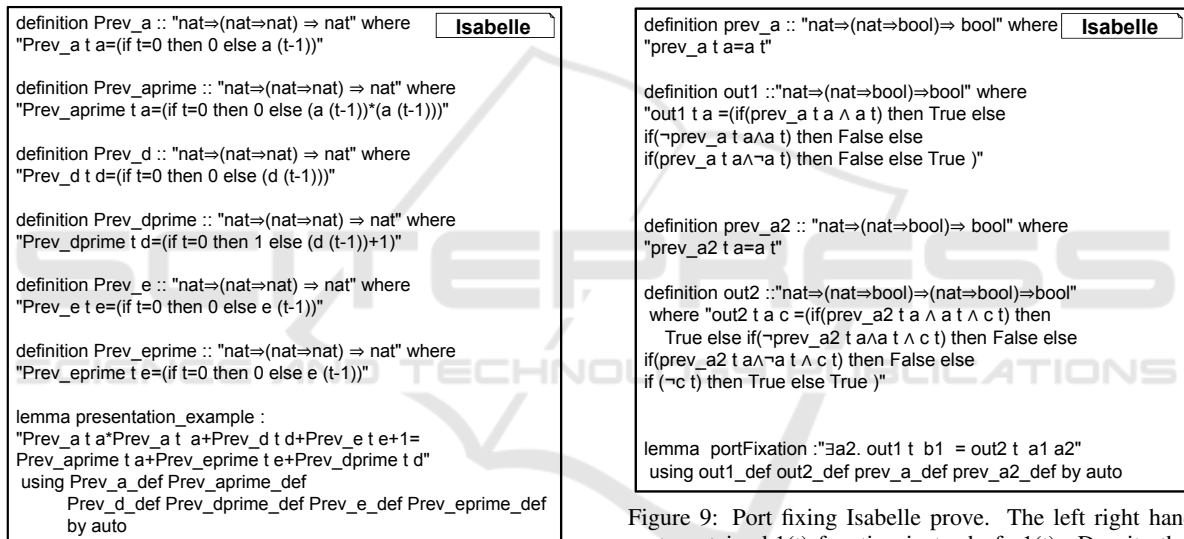 definition Prev_a :: "nat⇒(nat⇒nat) ⇒ nat" where
Isabelle
"Prev_a t a=(if t=0 then 0 else a (t-1))"
definition Prev_aprime :: "nat⇒(nat⇒nat) ⇒ nat" where
"Prev_aprime t a=(if t=0 then 0 else (a (t-1))*(a (t-1)))"
definition Prev_d :: "nat⇒(nat⇒nat) ⇒ nat" where
"Prev_d t d=(if t=0 then 0 else (d (t-1)))"
definition Prev_dprime :: "nat⇒(nat⇒nat) ⇒ nat" where
"Prev_dprime t d=(if t=0 then 1 else (d (t-1))+1)"
definition Prev_e :: "nat⇒(nat⇒nat) ⇒ nat" where
"Prev_e t e=(if t=0 then 0 else e (t-1))"
definition Prev_eprime :: "nat⇒(nat⇒nat) ⇒ nat" where
"Prev_eprime t e=(if t=0 then 0 else e (t-1))"
lemma presentation_example :
"Prev_a t a*Prev_a t a+Prev_d t d+Prev_e t e+1=
Prev_aprime t a+Prev_eprime t e+Prev_dprime t d"
using Prev_a_def Prev_aprime_def
Prev_d_def Prev_dprime_def Prev_e_def Prev_eprime_def
by auto
definition prev_a :: "nat⇒(nat⇒bool)⇒ bool" where
Isabelle
"prev_a t a=a t"
definition out1 ::"nat⇒(nat⇒bool)⇒bool" where
"out1 t a =(if(prev_a t a ∧ a t) then True else
if(¬prev_a t a∧a t) then False else
if(prev_a t a∧¬a t) then False else True )"
definition prev_a2 :: "nat⇒(nat⇒bool)⇒ bool" where
"prev_a2 t a=a t"
definition out2 ::"nat⇒(nat⇒bool)⇒(nat⇒bool)⇒bool"
where "out2 t a c =(if(prev_a2 t a ∧ a t ∧ c t) then
True else if(¬prev_a2 t a∧a t ∧ c t) then False else
if(prev_a2 t a∧¬a t ∧ c t) then False else
if (¬c t) then True else True )"
lemma portFixation :"∃a2. out1 t b1 = out2 t a1 a2"
using out1_def out2_def prev_a_def prev_a2_def by auto
Figure 9: Port fixing Isabelle prove. The left right han
SCITEPRESS
SCIENCE AND TECHNOLOGY PUBLICATIONS